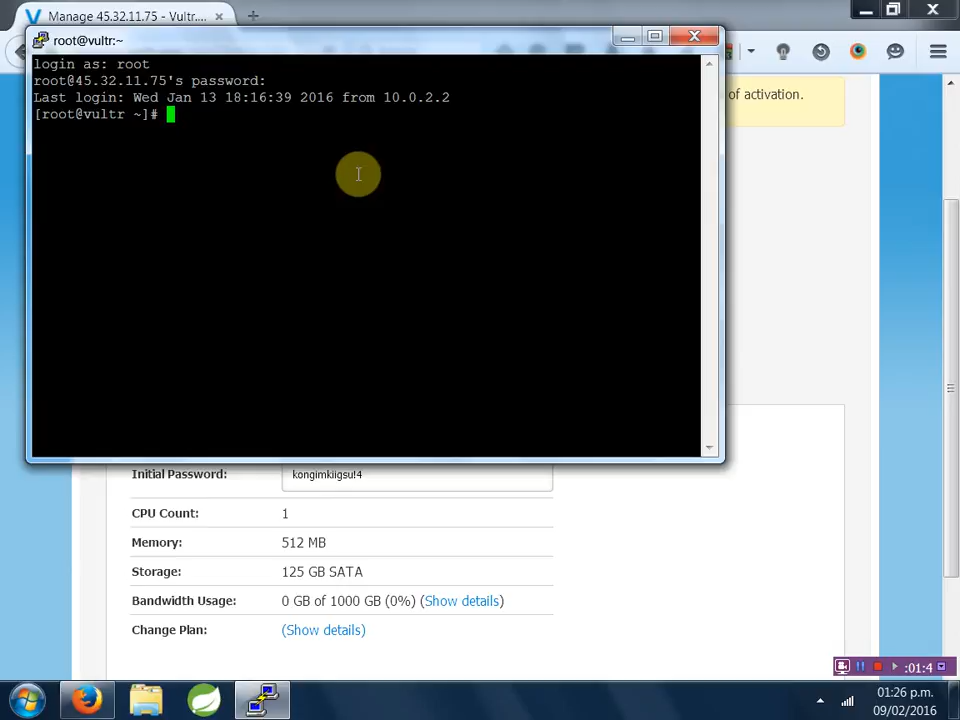 Manage 45.32.11.75 - Vultr....
root@vultr:~
login as: root
root@45.32.11.75's password:
Last login: Wed Jan 13 18:16:39 2016 from 10.0.2.2
[root@vultr ~]#
of activation.
Initial Password: kongimkiigsu!4
CPU Count: 1
Memory: 512 MB
Storage: 125 GB SATA
Bandwidth Usage: 0 GB of 1000 GB (0%) (Show details)
Change Plan: (Show details)
:01:4
01:26 p.m.
09/02/2016